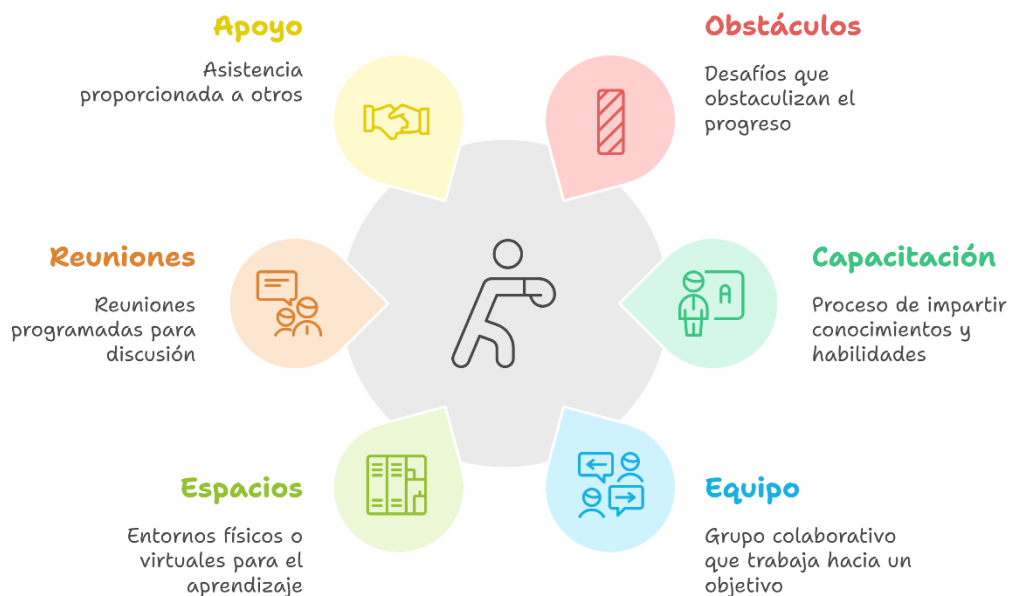 Apoyo
Asistencia
proporcionada a otros
Obstáculos
Desafíos que
obstaculizan el
progreso
Reuniones
Reuniones
programadas para
discusión
Capacitación
Proceso de impartir
conocimientos y
habilidades
A
Espacios
Entornos físicos o
virtuales para el
aprendizaje
Equipo
Grupo colaborativo
que trabaja hacia un
objetivo